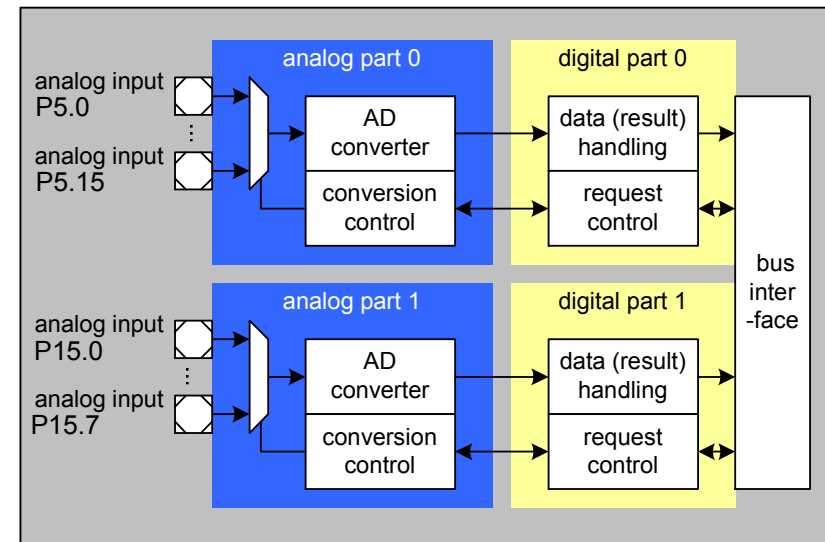 analog part 0
digital part 0
analog input
P5.0
...
analog input
P5.15
AD
converter
conversion
control
data (result)
handling
request
control
bus
inter
-face
analog part 1
digital part 1
analog input
P15.0
...
analog input
P15.7
AD
converter
conversion
control
data (result)
handling
request
control